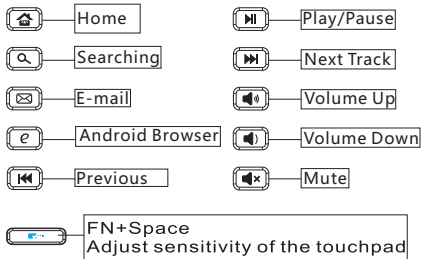 Home
Play/Pause
Searching
Next Track
E-mail
Volume Up
Android Browser
Volume Down
Previous
Mute
FN+Space
Adjust sensitivity of the touchpad